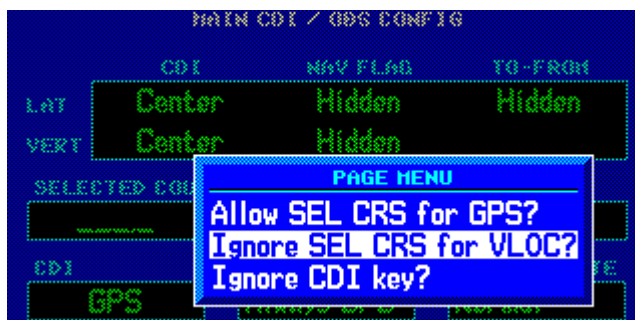 MAIN CDI / OBS CONFIG
CDI NAV FLAG TO-FROM
LAT Center Hidden Hidden
VERT Center Hidden
PAGE MENU
SELECTED
Allow SEL CRS for GPS?
Ignore SEL CRS for VLOC?
CDI
Ignore CDI key?
GPS